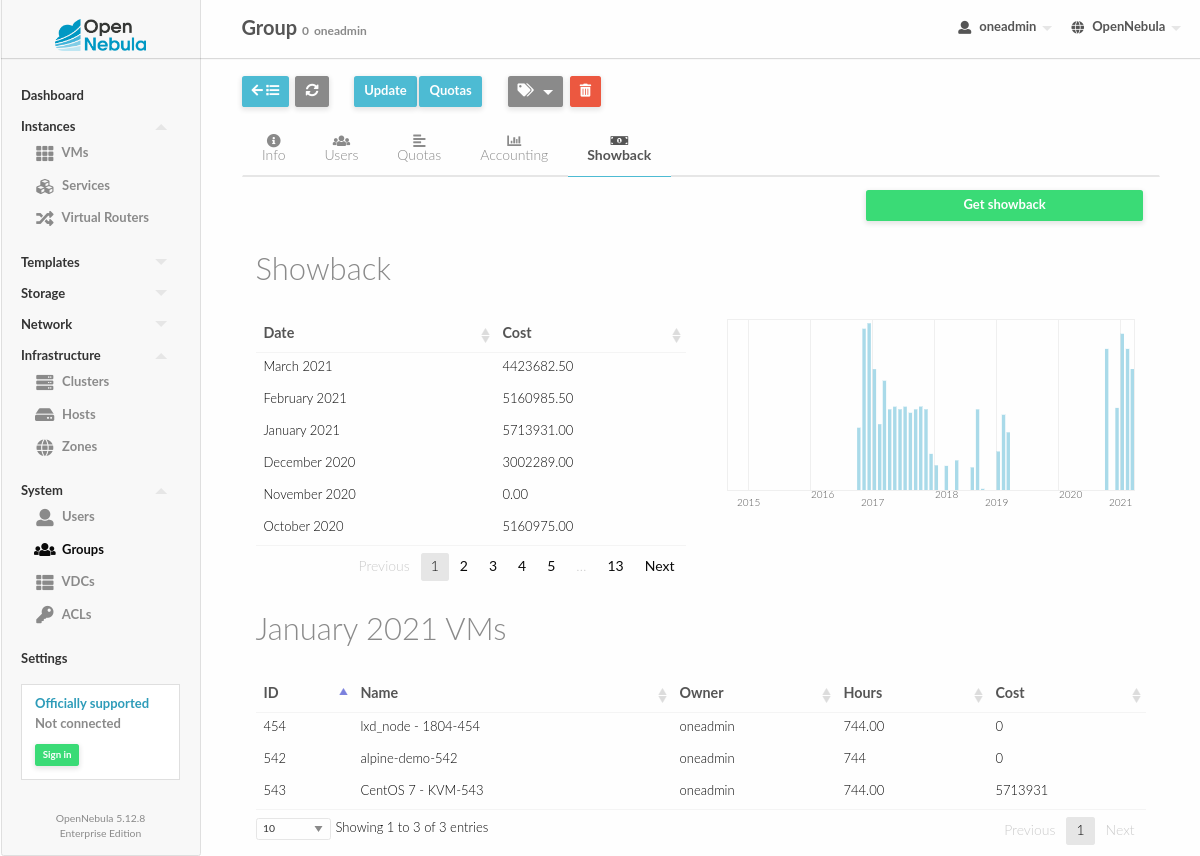 Open
Nebula
Group 0 oneadmin
oneadmin
OpenNebula
Dashboard
Instances
VMs
Services
Virtual Routers
Templates
Storage
Network
Infrastructure
Clusters
Hosts
Zones
System
Users
Groups
VDCs
ACLs
Settings
Officially supported
Not connected
Sign in
OpenNebula 5.12.8
Enterprise Edition
Update Quotas
Info Users Quotas Accounting Showback
Get showback
Showback
Date Cost
March 2021 4423682.50
February 2021 5160985.50
January 2021 5713931.00
December 2020 3002289.00
November 2020 0.00
October 2020 5160975.00
Previous 1 2 3 4 5 ... 13 Next
2015 2016 2017 2018 2019 2020 2021
January 2021 VMs
ID Name Owner Hours Cost
454 lxd_node - 1804-454 oneadmin 744.00 0
542 alpine-demo-542 oneadmin 744 0
543 CentOS 7 - KVM-543 oneadmin 744.00 5713931
10 Showing 1 to 3 of 3 entries
Previous 1 Next